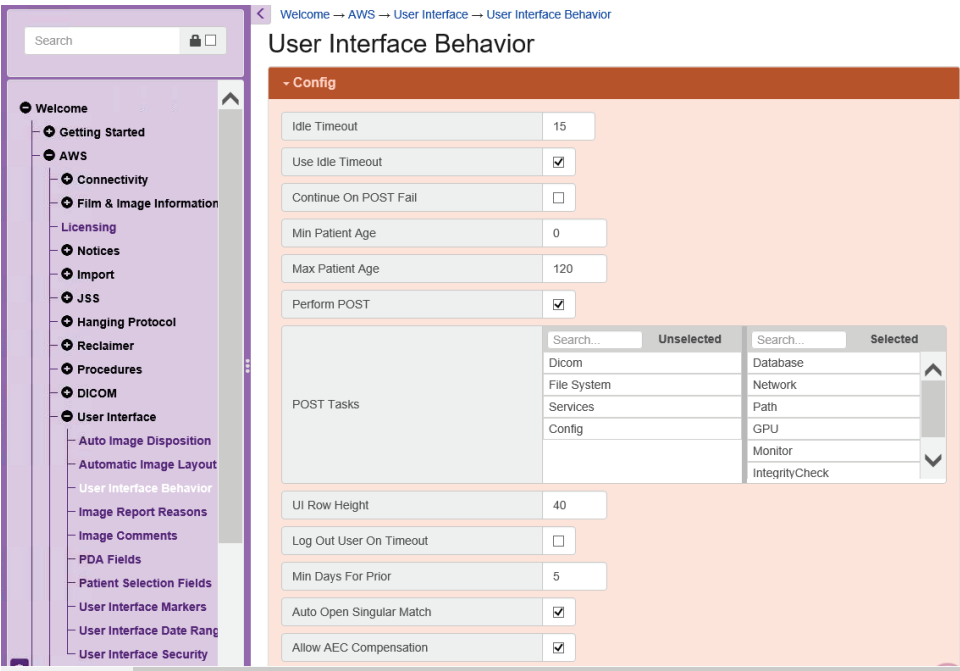 Search
Welcome
Getting Started
AWS
Connectivity
Film & Image Information
Licensing
Notices
Import
JSS
Hanging Protocol
Reclaimer
Procedures
DICOM
User Interface
Auto Image Disposition
Automatic Image Layout
User Interface Behavior
Image Report Reasons
Image Comments
PDA Fields
Patient Selection Fields
User Interface Markers
User Interface Date Rang
User Interface Security
Welcome → AWS → User Interface → User Interface Behavior
User Interface Behavior
Config
Idle Timeout 15
Use Idle Timeout
Continue On POST Fail
Min Patient Age 0
Max Patient Age 120
Perform POST
POST Tasks
Search... Unselected
Dicom
File System
Services
Config
Search... Selected
Database
Network
Path
GPU
Monitor
IntegrityCheck
UI Row Height 40
Log Out User On Timeout
Min Days For Prior 5
Auto Open Singular Match
Allow AEC Compensation